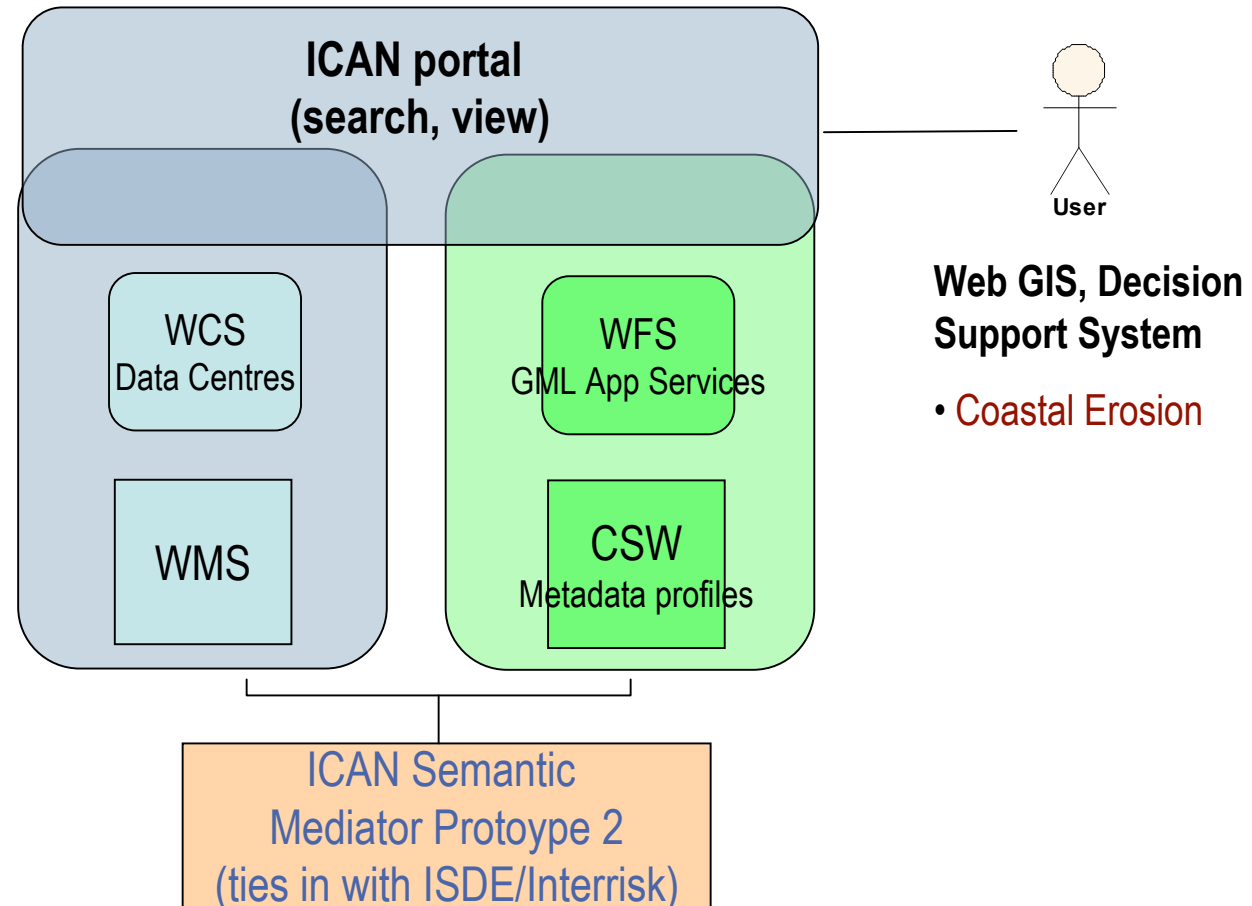 ICAN portal
(search, view)
User
Web GIS, Decision
Support System
• Coastal Erosion
WCS
Data Centres
WFS
GML App Services
WMS
CSW
Metadata profiles
ICAN Semantic
Mediator Protoype 2
(ties in with ISDE/Interrisk)